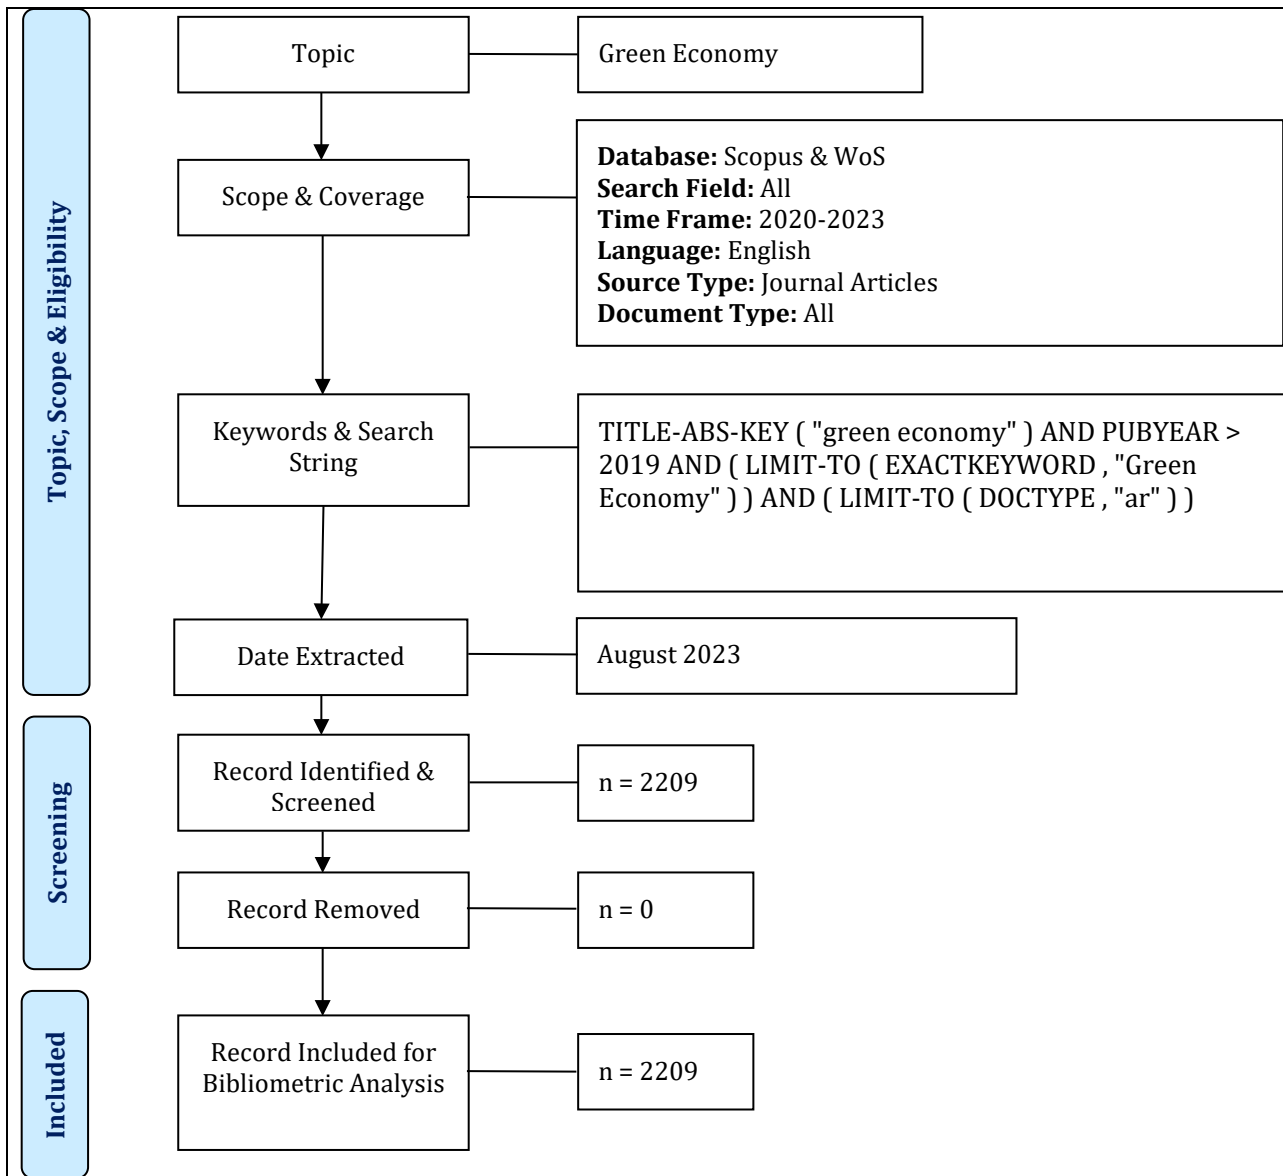 Topic, Scope & Eligibility
Topic
Green Economy
Scope & Coverage
Database: Scopus & WoS
Search Field: All
Time Frame: 2020-2023
Language: English
Source Type: Journal Articles
Document Type: All
Keywords & Search
String
TITLE-ABS-KEY ( "green economy" ) AND PUBYEAR >
2019 AND ( LIMIT-TO ( EXACTKEYWORD , "Green
Economy" ) ) AND ( LIMIT-TO ( DOCTYPE , "ar" ) )
Date Extracted
August 2023
Screening
Record Identified &
Screened
n = 2209
Record Removed
n = 0
Included
Record Included for
Bibliometric Analysis
n = 2209